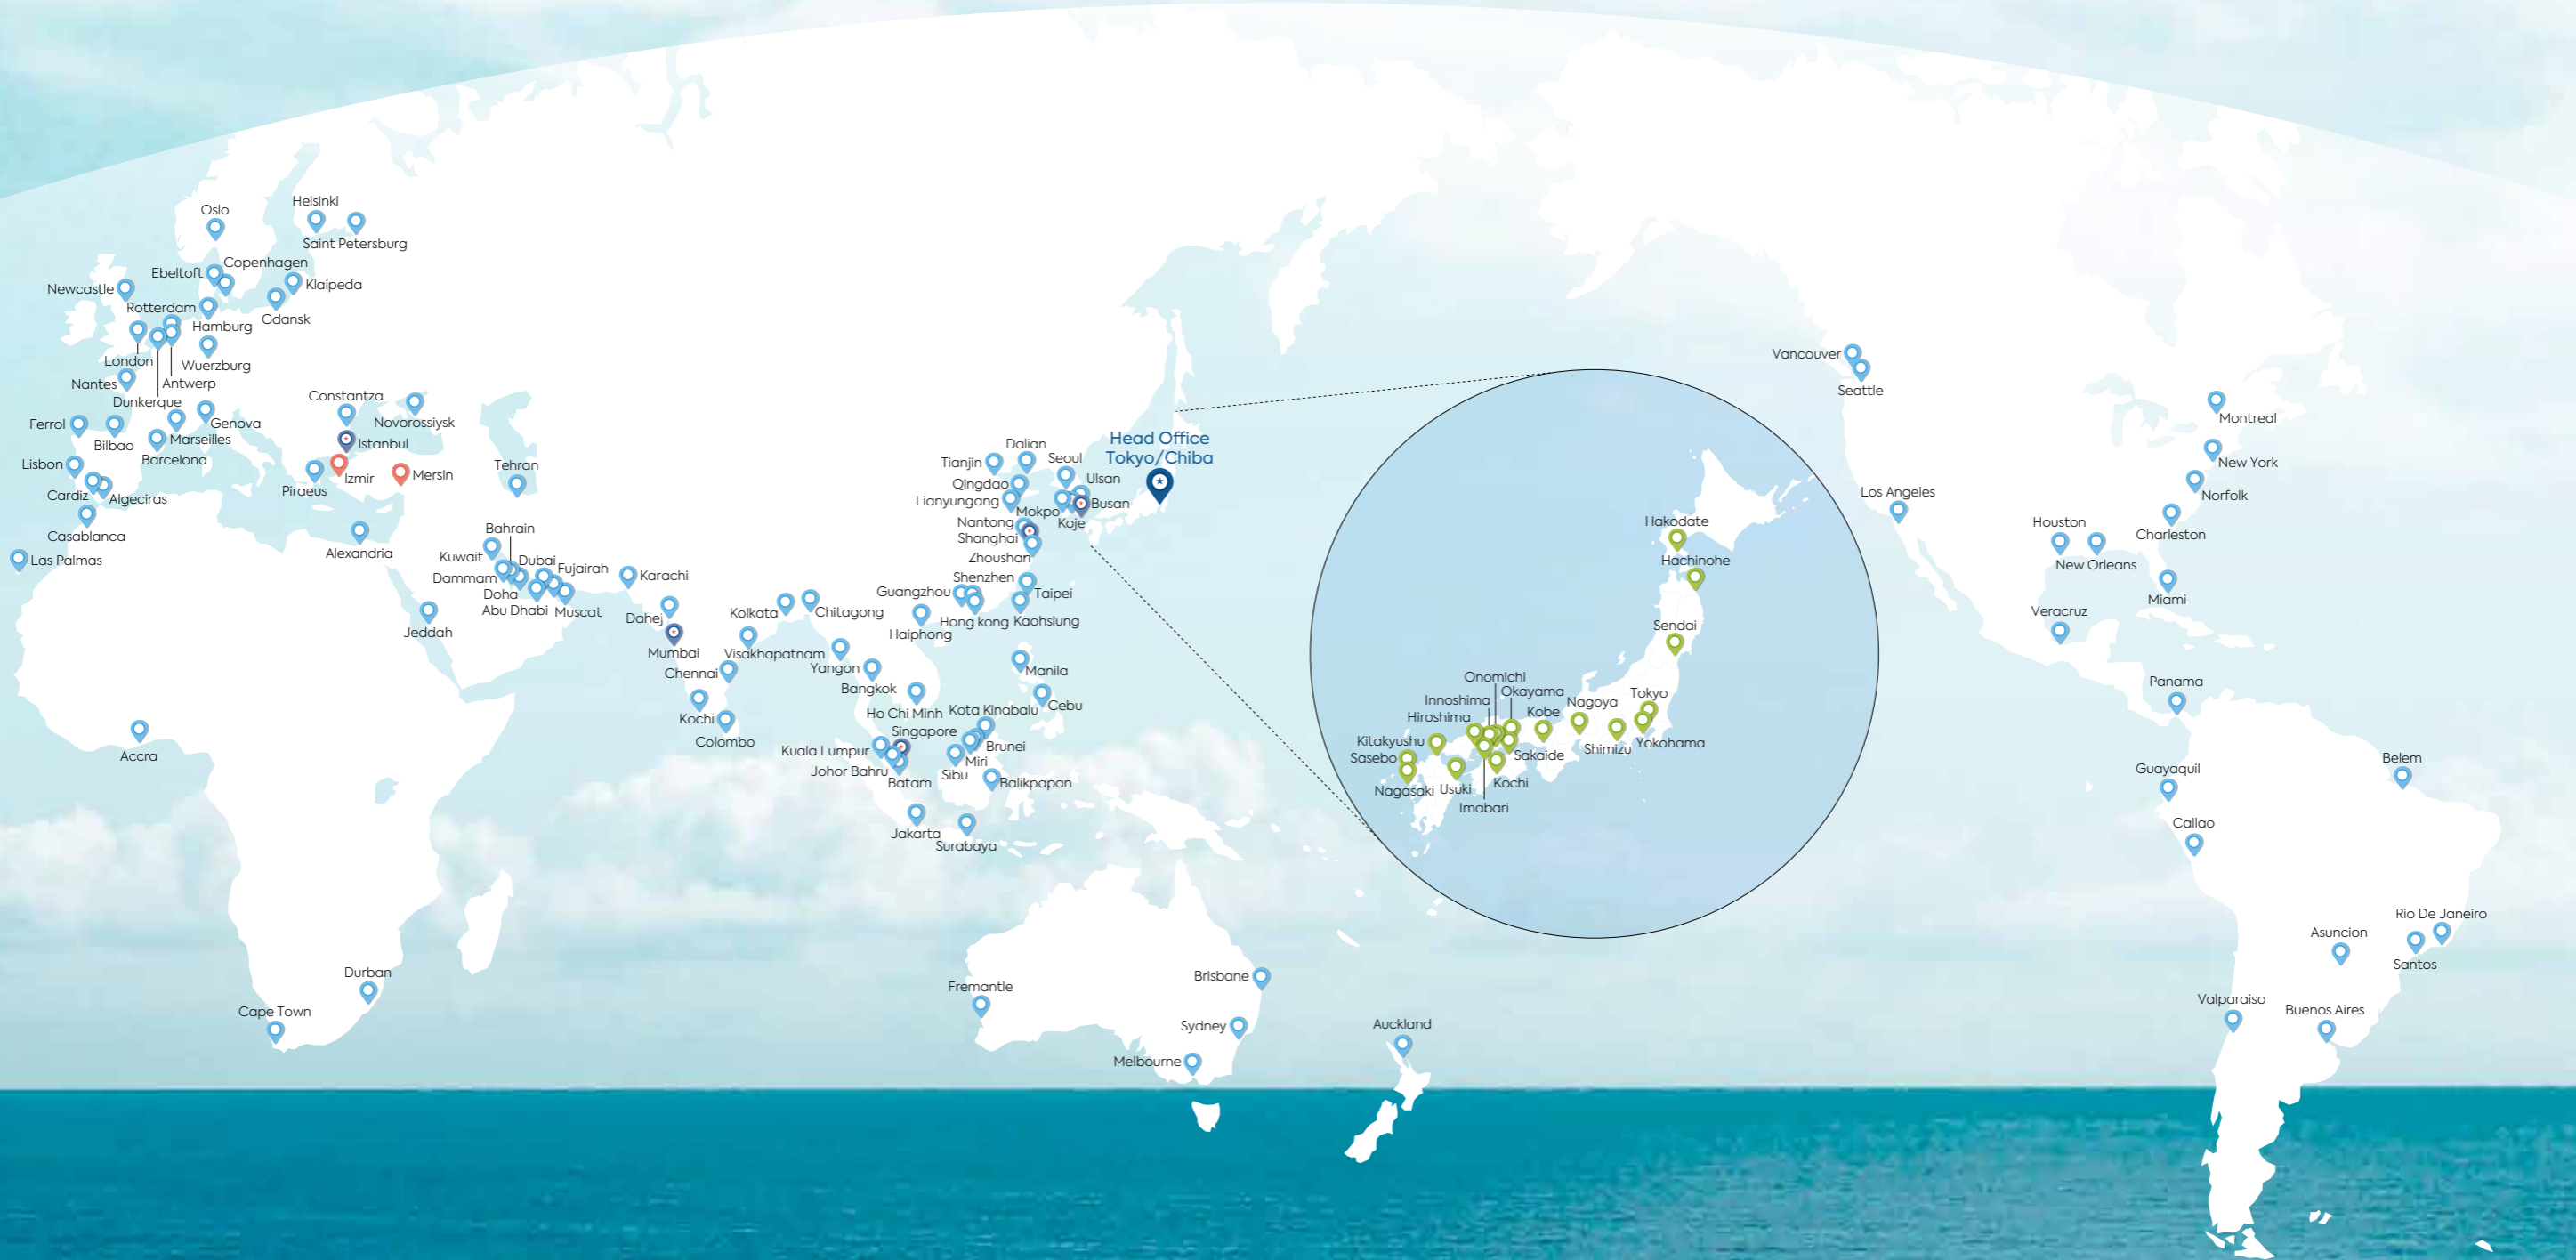 Oslo
Helsinki
Saint Petersburg
Ebeltoft
Copenhagen
Newcastle
Klaipeda
Rotterdam
Hamburg
Gdansk
London
Wuerzburg
Nantes
Antwerp
Dunkerque
Constantza
Novorossiysk
Ferrol
Bilbao
Genova
Marseilles
Barcelona
Istanbul
Lisbon
Izmir
Mersin
Piraeus
Tehran
Cardiz
Algeciras
Casablanca
Las Palmas
Alexandria
Bahrain
Kuwait
Dubai
Fujairah
Dammam
Doha
Abu Dhabi
Muscat
Jeddah
Karachi
Dahej
Mumbai
Kolkata
Chitagong
Visakhapatnam
Chennai
Kochi
Colombo
Yangon
Bangkok
Ho Chi Minh
Accra
Durban
Cape Town
Head Office
Tokyo/Chiba
Dalian
Tianjin
Seoul
Qingdao
Ulsan
Lianyungang
Mokpo
Busan
Koje
Nantong
Shanghai
Zhoushan
Shenzhen
Guangzhou
Taipei
Hong kong
Kaohsiung
Haiphong
Manila
Cebu
Kota Kinabalu
Singapore
Kuala Lumpur
Brunei
Miri
Sibu
Johor Bahru
Batam
Balikpapan
Jakarta
Surabaya
Fremantle
Brisbane
Sydney
Melbourne
Auckland
Hakodate
Hachinohe
Sendai
Onomichi
Okayama
Innoshima
Tokyo
Nagoya
Kobe
Hiroshima
Kitakyushu
Yokohama
Shimizu
Sakaide
Sasebo
Nagasaki
Usuki
Kochi
Imabari
Vancouver
Seattle
Montreal
New York
Norfolk
Los Angeles
Houston
Charleston
New Orleans
Miami
Veracruz
Panama
Belem
Guayaquil
Callao
Rio De Janeiro
Asuncion
Santos
Valparaiso
Buenos Aires